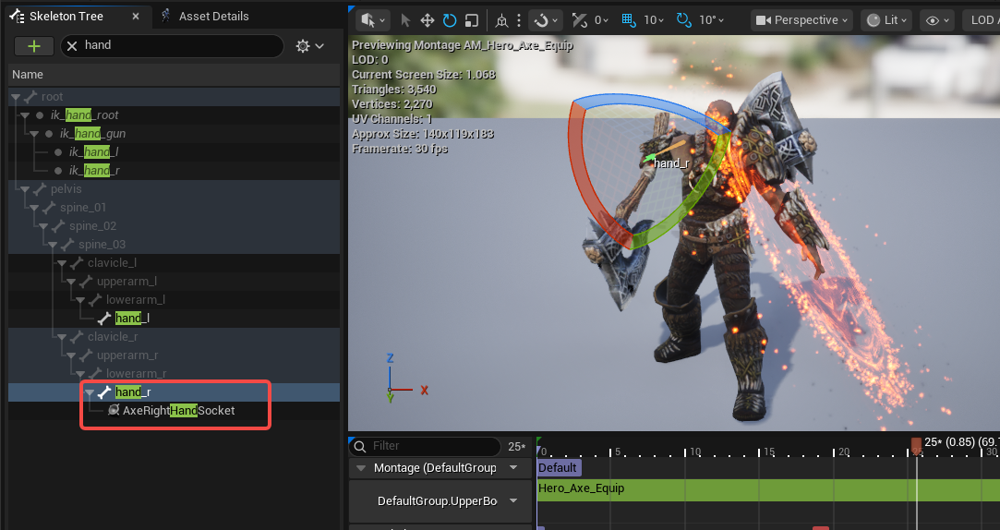 Skeleton Tree
Asset Details
hand
Name
root
ik_hand_root
ik_hand_gun
ik_hand_l
ik_hand_r
pelvis
spine_01
spine_02
spine_03
clavicle_l
upperarm_l
lowerarm_l
hand_l
clavicle_r
upperarm_r
lowerarm_r
hand_r
AxeRightHandSocket
0
10
10°
Perspective
Lit
LOD
Previewing Montage AM_Hero_Axe_Equip
LOD: 0
Current Screen Size: 1.068
Triangles: 3,540
Vertices: 2,270
UV Channels: 1
Approx Size: 140x119x183
Framerate: 30 fps
hand_r
Z
X
Y
Filter
25*
25* (0.85) (69.
0
5
10
15
20
25
30
Montage (DefaultGroup
Default
Hero_Axe_Equip
DefaultGroup.UpperBo